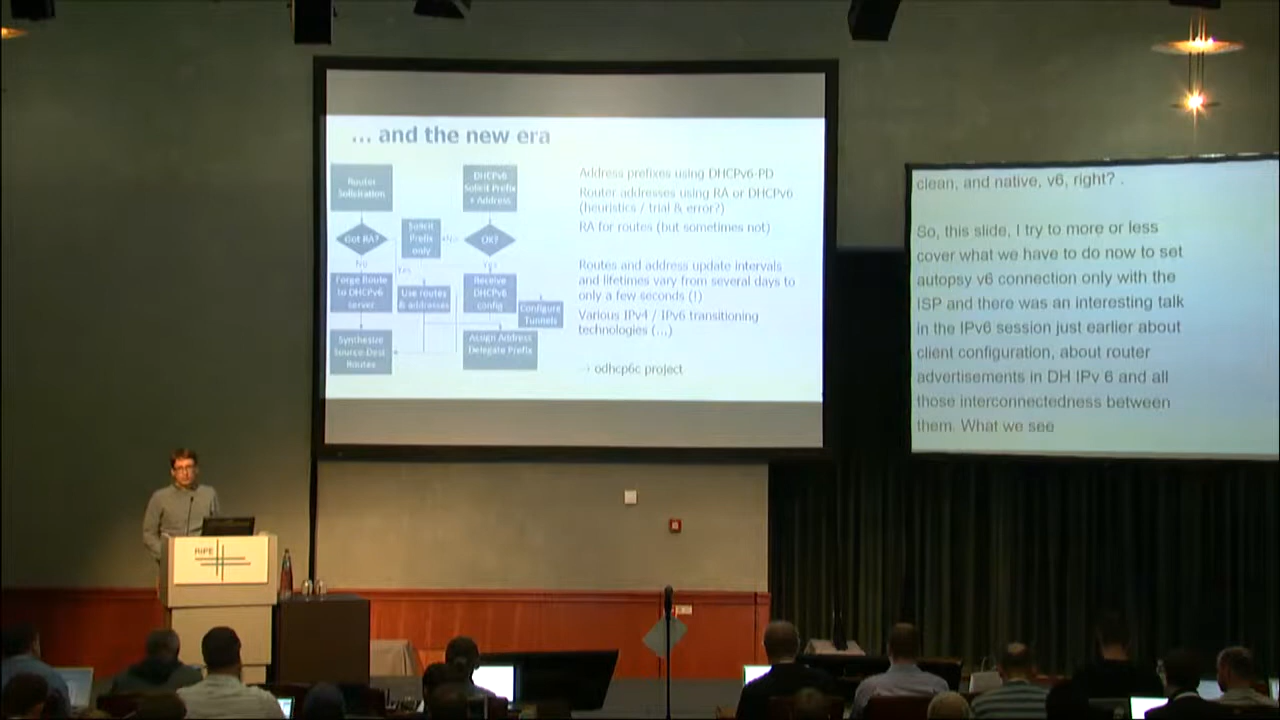 ... and the new era
Router
Solicitation
DHCPv6
Solicit Prefix
+ Address
Got RA?
Solicit
Prefix
only
No
OK?
No
Yes
Yes
Forge Route
to DHCPv6
server
Use routes
& addresses
Receive
DHCPv6
config
Configure
Tunnels
Synthesize
Source-Dest
Routes
Assign Address
Delegate Prefix
Address prefixes using DHCPv6-PD
Router addresses using RA or DHCPv6
(heuristics / trial & error?)
RA for routes (but sometimes not)
Routes and address update intervals
and lifetimes vary from several days to
only a few seconds (!)
Various IPv4 / IPv6 transitioning
technologies (...)
→ odhcp6c project
clean, and native, v6, right? .
So, this slide, I try to more or less
cover what we have to do now to set
autopsy v6 connection only with the
ISP and there was an interesting talk
in the IPv6 session just earlier about
client configuration, about router
advertisements in DH IPv 6 and all
those interconnectedness between
them. What we see
RIPE